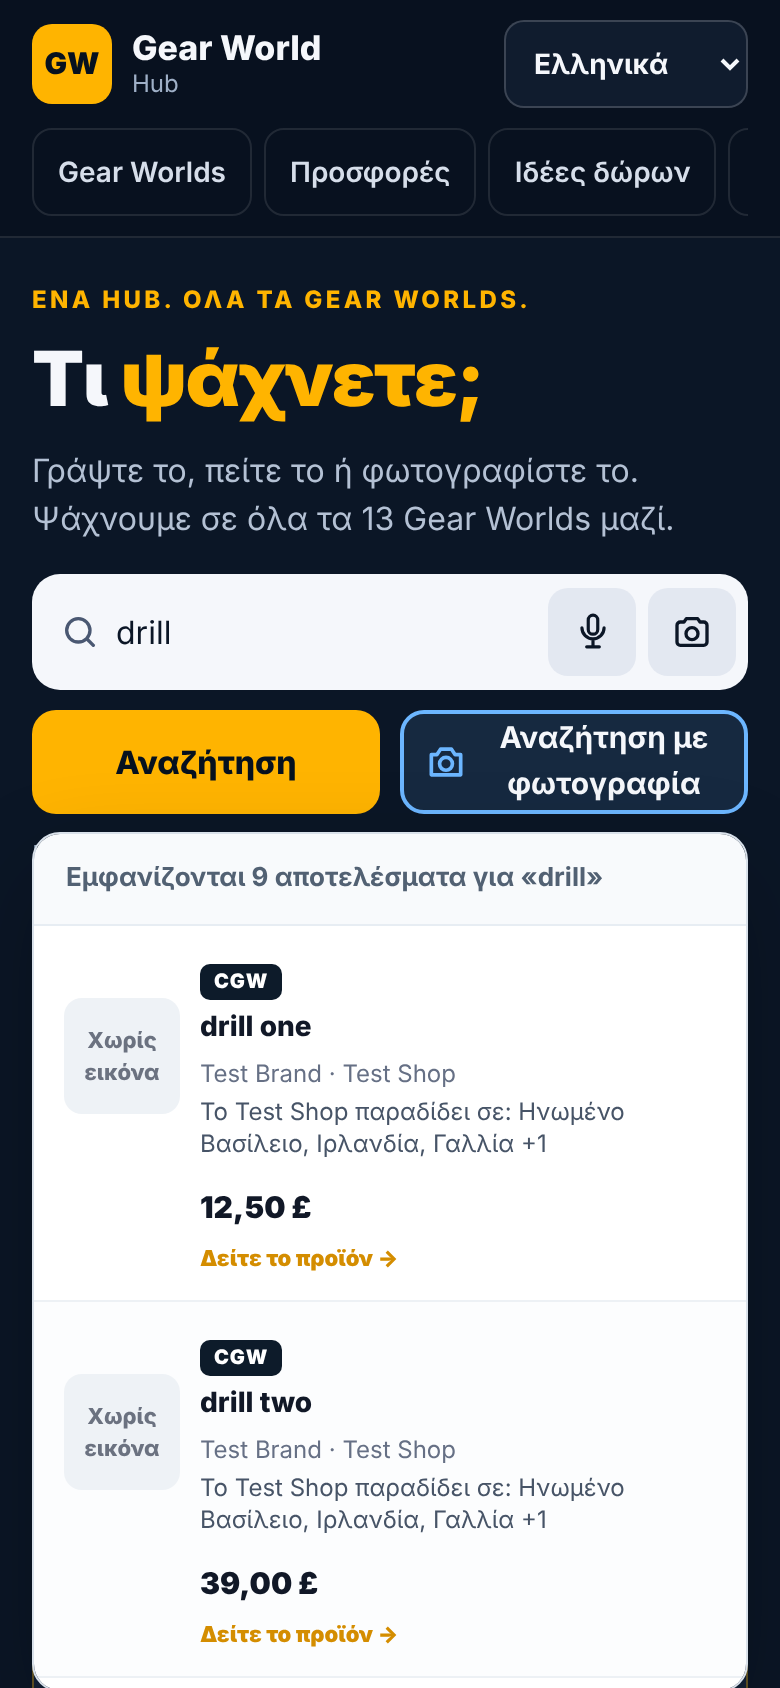 GW
Gear World
Hub
Ελληνικά
Gear Worlds
Προσφορές
Ιδέες δώρων
ΕΝΑ HUB. ΟΛΑ ΤΑ GEAR WORLDS.
Τι ψάχνετε;
Γράψτε το, πείτε το ή φωτογραφίστε το.
Ψάχνουμε σε όλα τα 13 Gear Worlds μαζί.
drill
Αναζήτηση
Αναζήτηση με
φωτογραφία
Εμφανίζονται 9 αποτελέσματα για «drill»
Χωρίς
εικόνα
CGW
drill one
Test Brand · Test Shop
Το Test Shop παραδίδει σε: Ηνωμένο
Βασίλειο, Ιρλανδία, Γαλλία +1
12,50 £
Δείτε το προϊόν →
Χωρίς
εικόνα
CGW
drill two
Test Brand · Test Shop
Το Test Shop παραδίδει σε: Ηνωμένο
Βασίλειο, Ιρλανδία, Γαλλία +1
39,00 £
Δείτε το προϊόν →